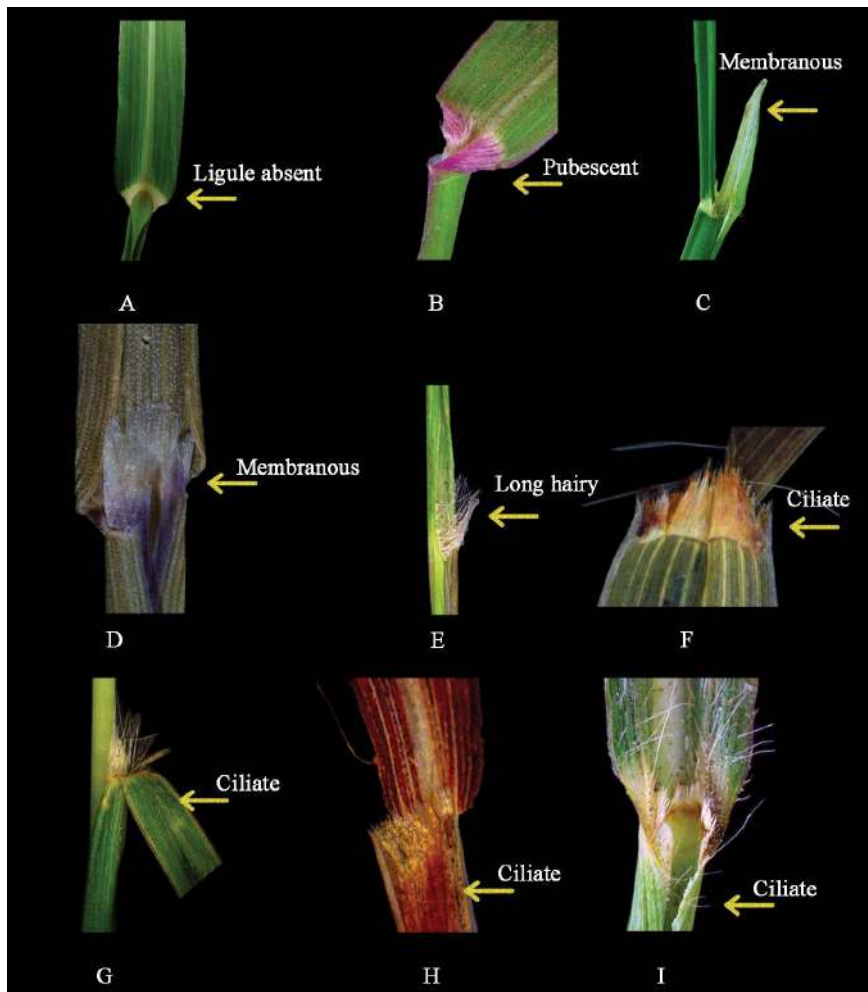 Ligule absent
A
Pubescent
B
Membranous
C
Membranous
D
Long hairy
E
Ciliate
F
Ciliate
G
Ciliate
H
Ciliate
I